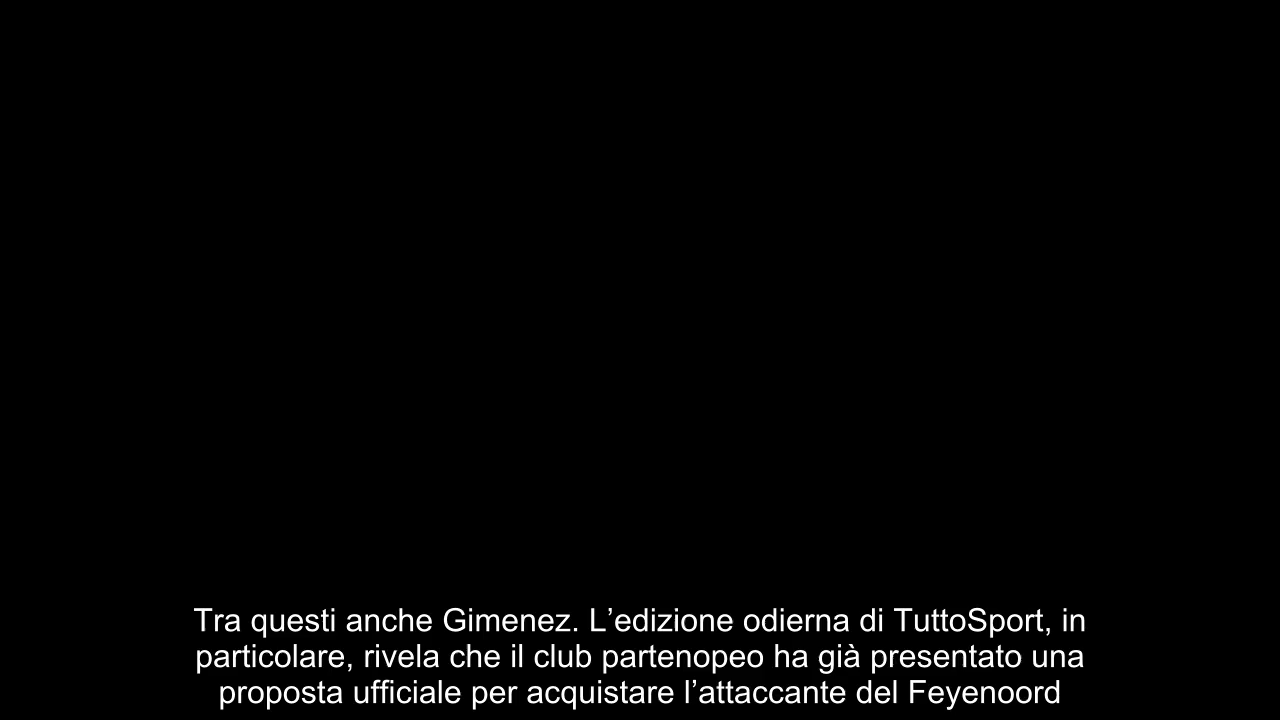 Tra questi anche Gimenez. L’edizione odierna di TuttoSport, in
particolare, rivela che il club partenopeo ha già presentato una
proposta ufficiale per acquistare l’attaccante del Feyenoord